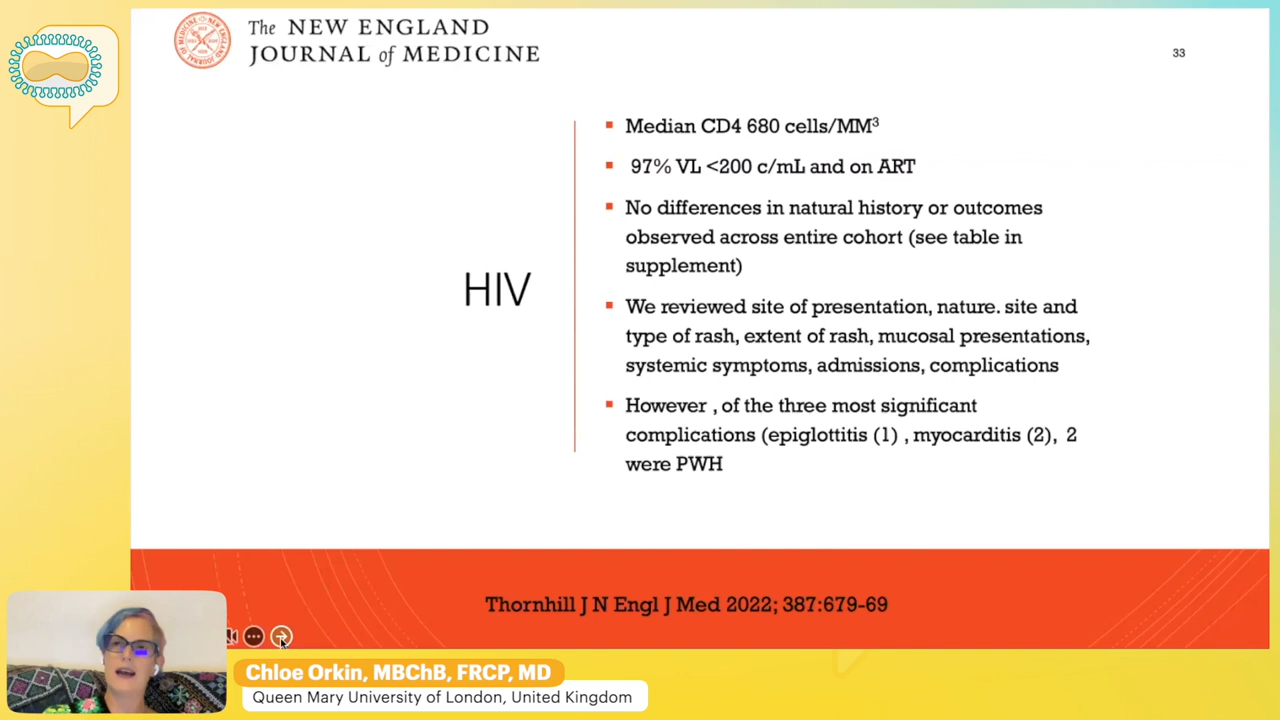 The NEW ENGLAND
JOURNAL of MEDICINE
33
HIV
▪ Median CD4 680 cells/MM³
▪ 97% VL <200 c/mL and on ART
▪ No differences in natural history or outcomes
observed across entire cohort (see table in
supplement)
▪ We reviewed site of presentation, nature. site and
type of rash, extent of rash, mucosal presentations,
systemic symptoms, admissions, complications
▪ However , of the three most significant
complications (epiglottitis (1) , myocarditis (2), 2
were PWH
Thornhill J N Engl J Med 2022; 387:679-69
Chloe Orkin, MBChB, FRCP, MD
Queen Mary University of London, United Kingdom